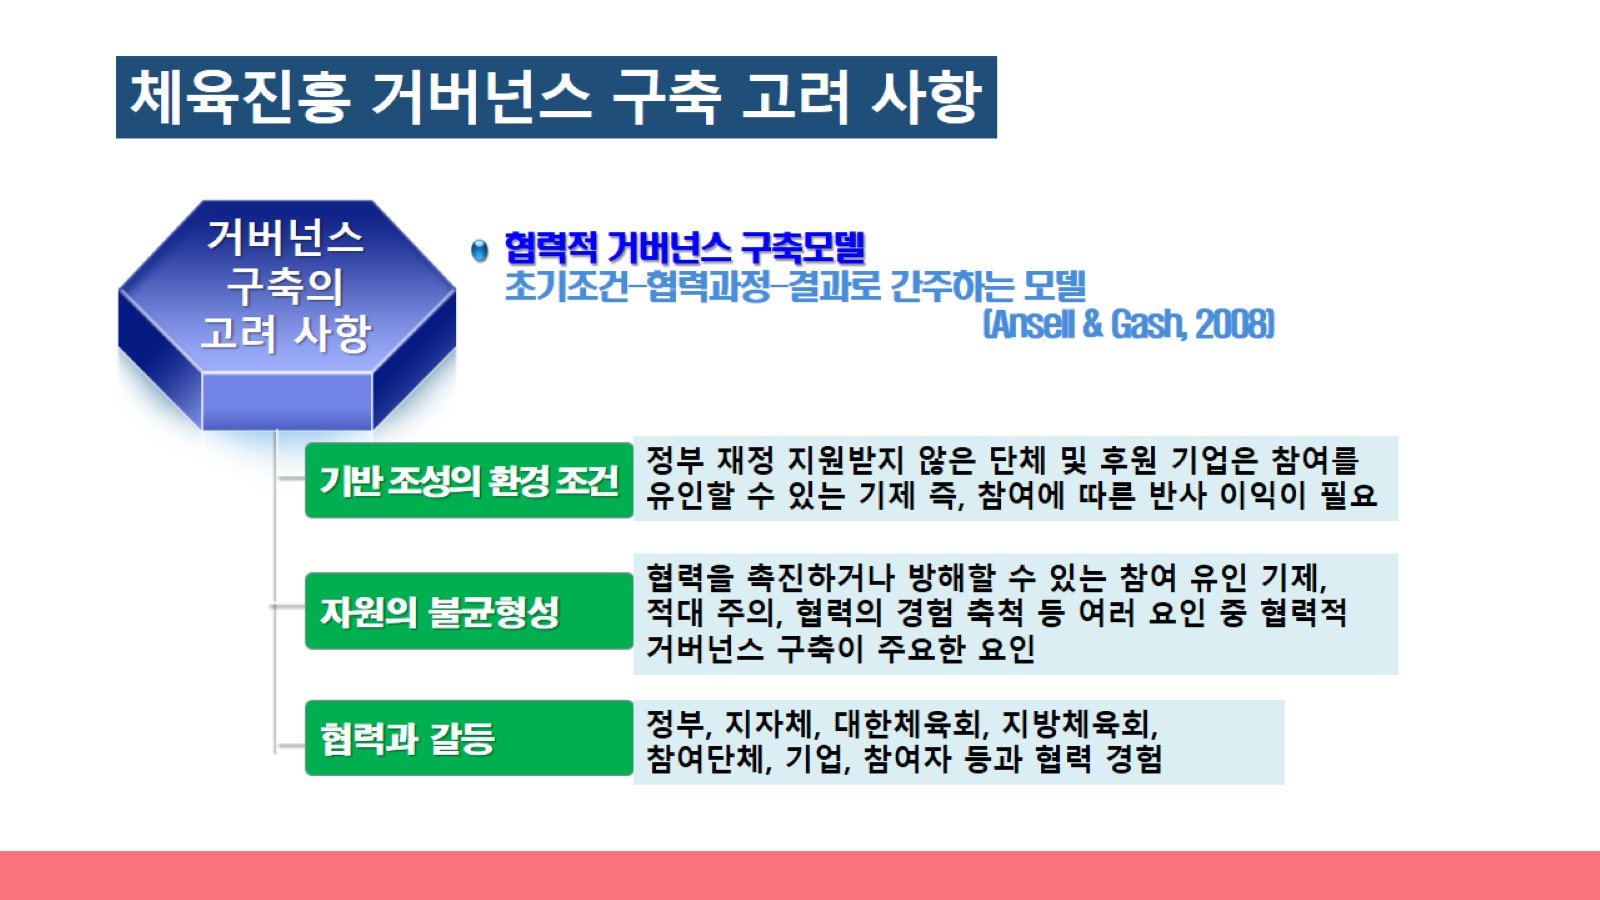 체육진흥 거버넌스 구축 고려 사항
거버넌스
구축의
고려 사항
협력적 거버넌스 구축모델
초기조건-협력과정-결과로 간주하는 모델
(Ansell & Gash, 2008)
기반 조성의 환경 조건
정부 재정 지원받지 않은 단체 및 후원 기업은 참여를
유인할 수 있는 기제 즉, 참여에 따른 반사 이익이 필요
자원의 불균형성
협력을 촉진하거나 방해할 수 있는 참여 유인 기제,
적대 주의, 협력의 경험 축척 등 여러 요인 중 협력적
거버넌스 구축이 주요한 요인
협력과 갈등
정부, 지자체, 대한체육회, 지방체육회,
참여단체, 기업, 참여자 등과 협력 경험